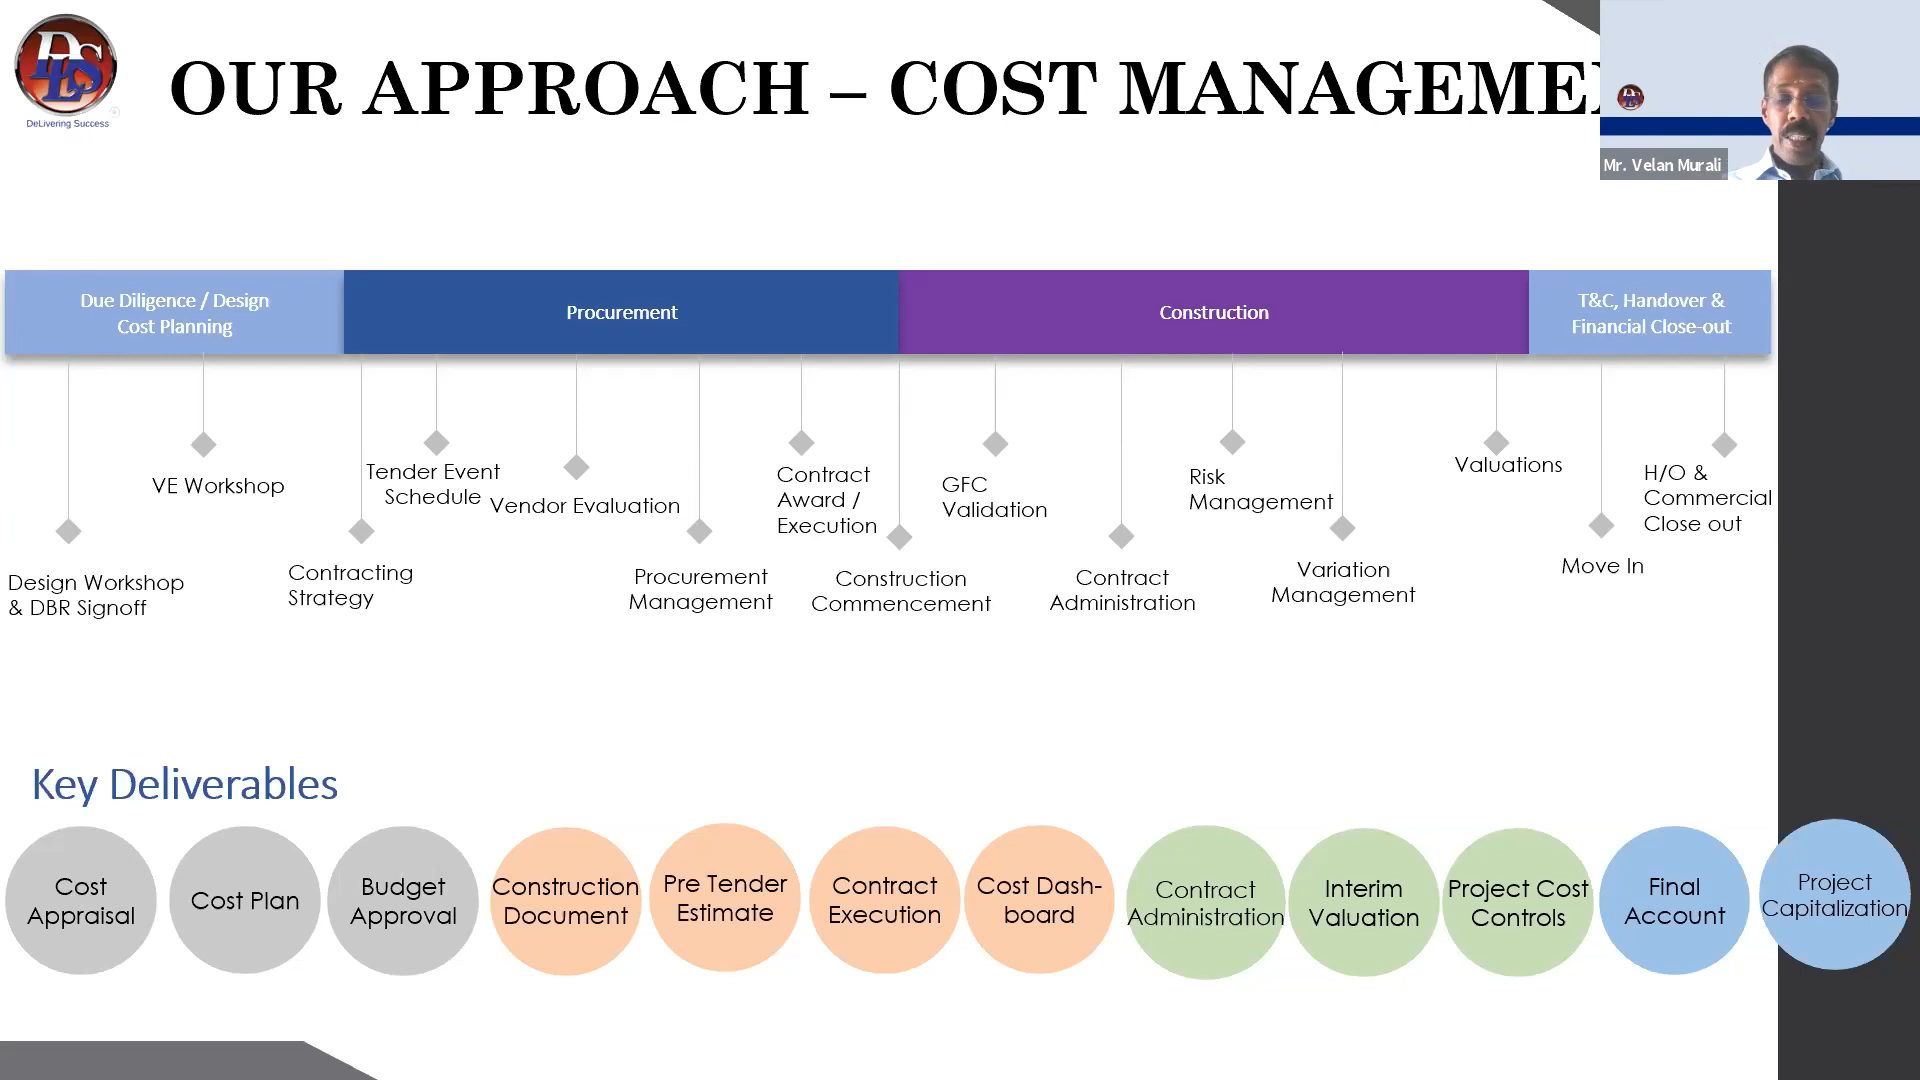 DLS
DeLivering Success
OUR APPROACH – COST MANAGEME
Mr. Velan Murali
Due Diligence / Design
Cost Planning
Procurement
Construction
T&C, Handover &
Financial Close-out
VE Workshop
Tender Event
Schedule
Vendor Evaluation
Contract
Award /
Execution
GFC
Validation
Risk
Management
Valuations
H/O &
Commercial
Close out
Design Workshop
& DBR Signoff
Contracting
Strategy
Procurement
Management
Construction
Commencement
Contract
Administration
Variation
Management
Move In
Key Deliverables
Cost
Appraisal
Cost Plan
Budget
Approval
Construction
Document
Pre Tender
Estimate
Contract
Execution
Cost Dash-
board
Contract
Administration
Interim
Valuation
Project Cost
Controls
Final
Account
Project
Capitalization